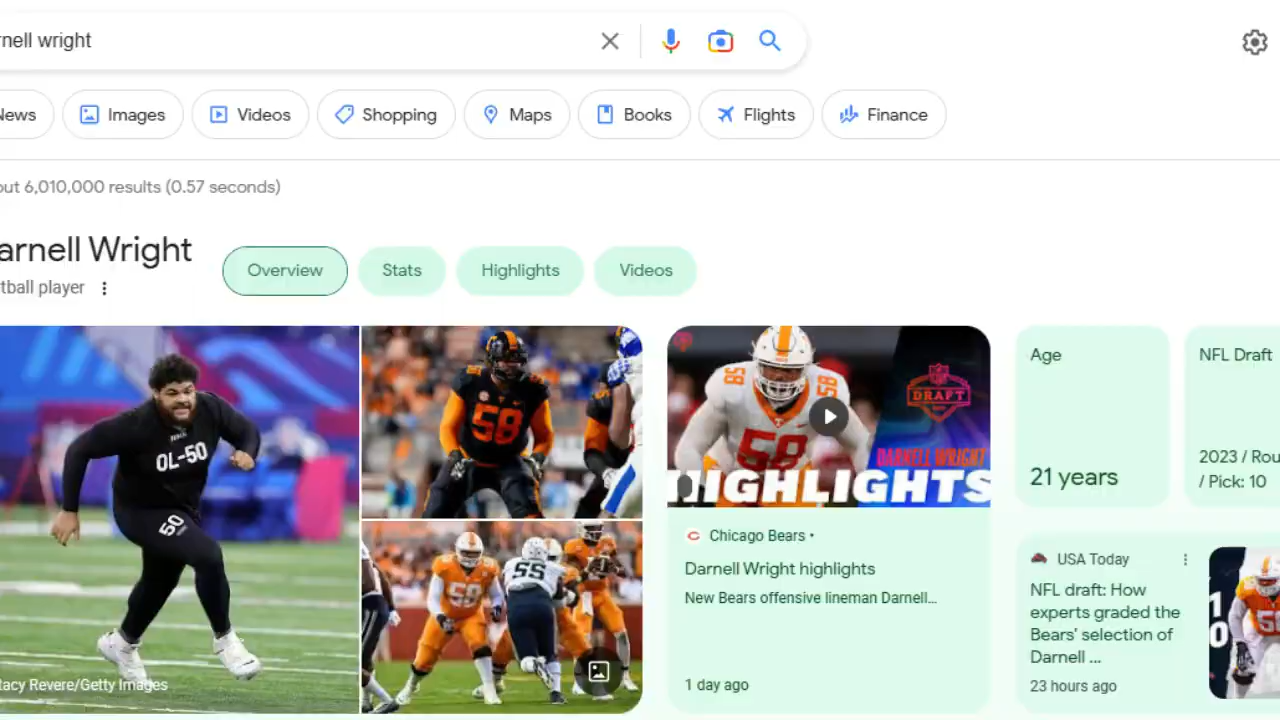 rnell wright
News
Images
Videos
Shopping
Maps
Books
Flights
Finance
out 6,010,000 results (0.57 seconds)
arnell Wright
tball player
Overview
Stats
Highlights
Videos
OL-50
50
tacy Revere/Getty Images
58
58
55
58
58
58
DRAFT
DARNELL WRIGHT
HIGHLIGHTS
Chicago Bears •
Darnell Wright highlights
New Bears offensive lineman Darnell...
1 day ago
Age
21 years
NFL Draft
2023 / Rou
/ Pick: 10
USA Today
NFL draft: How
experts graded the
Bears' selection of
Darnell ...
23 hours ago
1
0